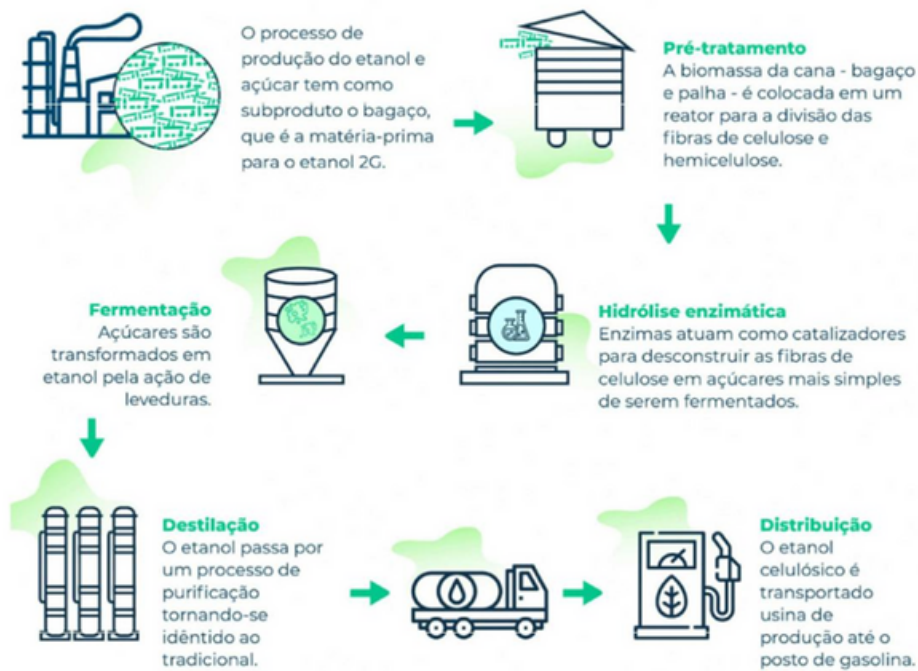 O processo de
produção do etanol e
açúcar tem como
subproduto o bagaço,
que é a matéria-prima
para o etanol 2G.
Pré-tratamento
A biomassa da cana - bagaço
e palha - é colocada em um
reator para a divisão das
fibras de celulose e
hemicelulose.
Hidrólise enzimática
Enzimas atuam como catalizadores
para desconstruir as fibras de
celulose em açúcares mais simples
de serem fermentados.
Fermentação
Açúcares são
transformados em
etanol pela ação de
leveduras.
Destilação
O etanol passa por
um processo de
purificação
tornando-se
idêntido ao
tradicional.
Distribuição
O etanol
celulósico é
transportado
usina de
produção até o
posto de gasolina.